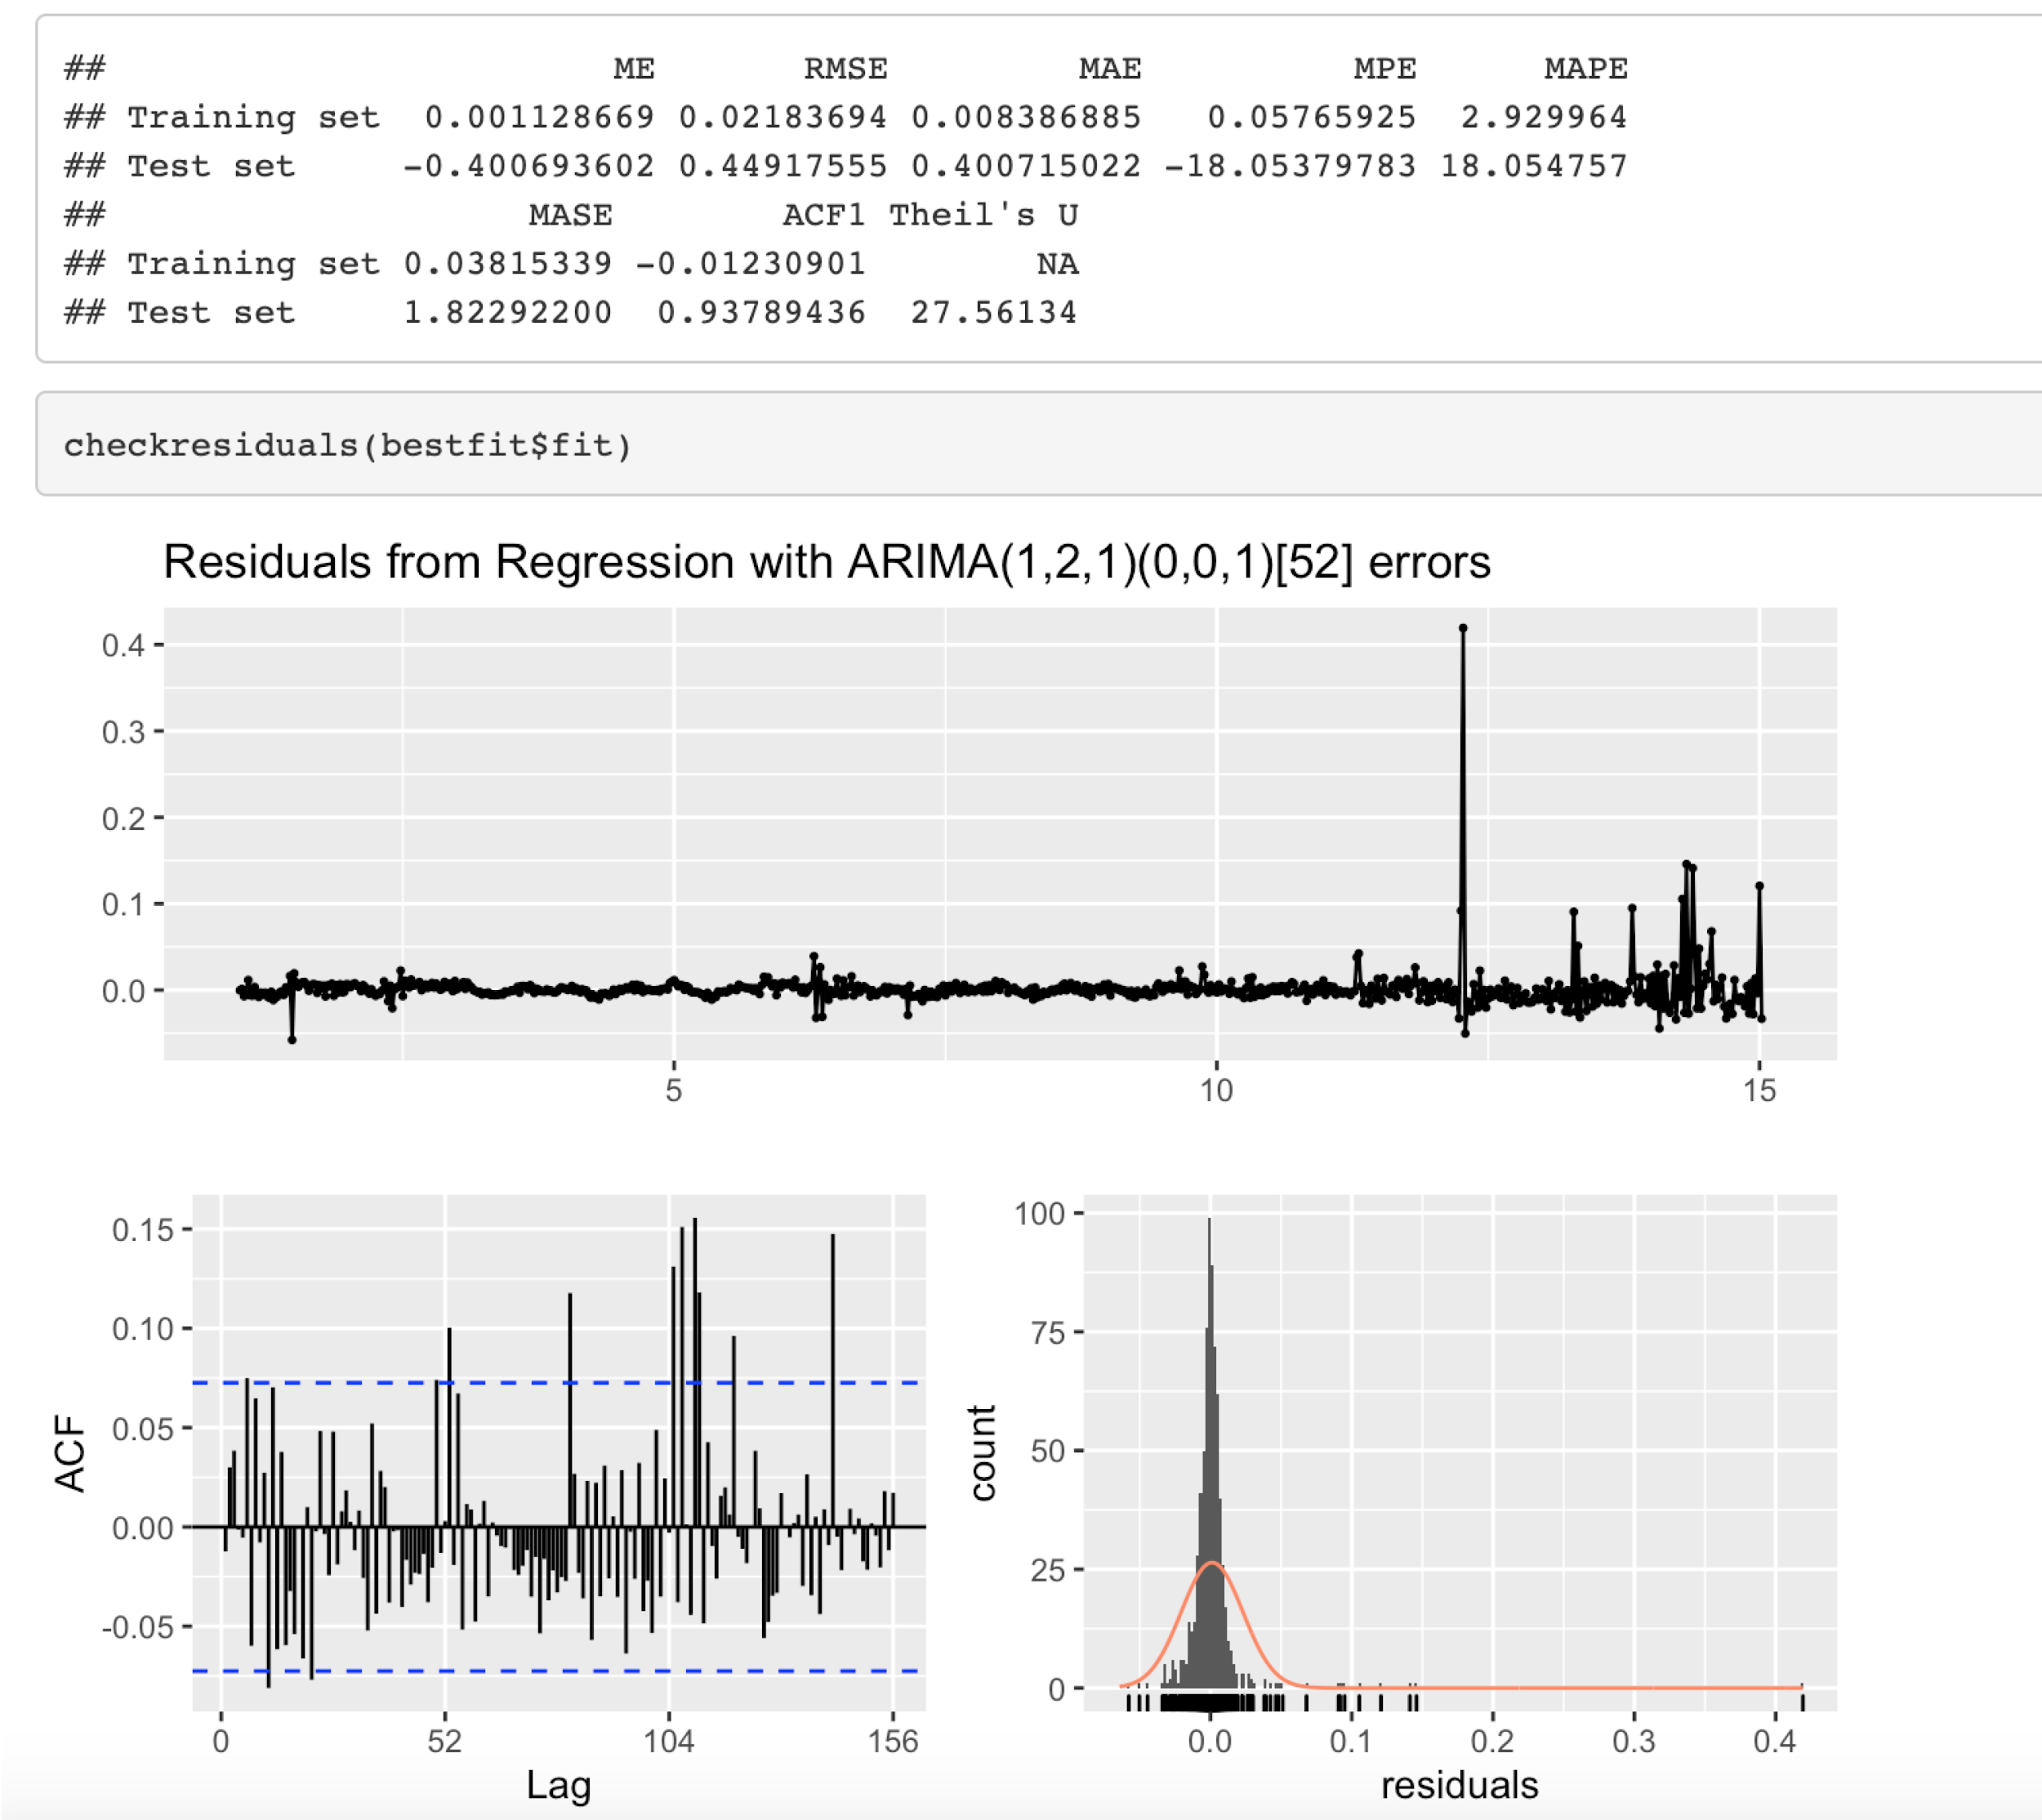 ## ME RMSE MAE MPE MAPE
## Training set 0.001128669 0.02183694 0.008386885 0.05765925 2.929964
## Test set -0.400693602 0.44917555 0.400715022 -18.05379783 18.054757
## MASE ACF1 Theil's U
## Training set 0.03815339 -0.01230901 NA
## Test set 1.82292200 0.93789436 27.56134
checkresiduals(bestfit$fit)
Residuals from Regression with ARIMA(1,2,1)(0,0,1)[52] errors
0.4
0.3
0.2
0.1
0.0
5 10 15
0.15
0.10
0.05
0.00
-0.05
ACF
0 52 104 156
Lag
100
75
50
25
0
count
0.0 0.1 0.2 0.3 0.4
residuals